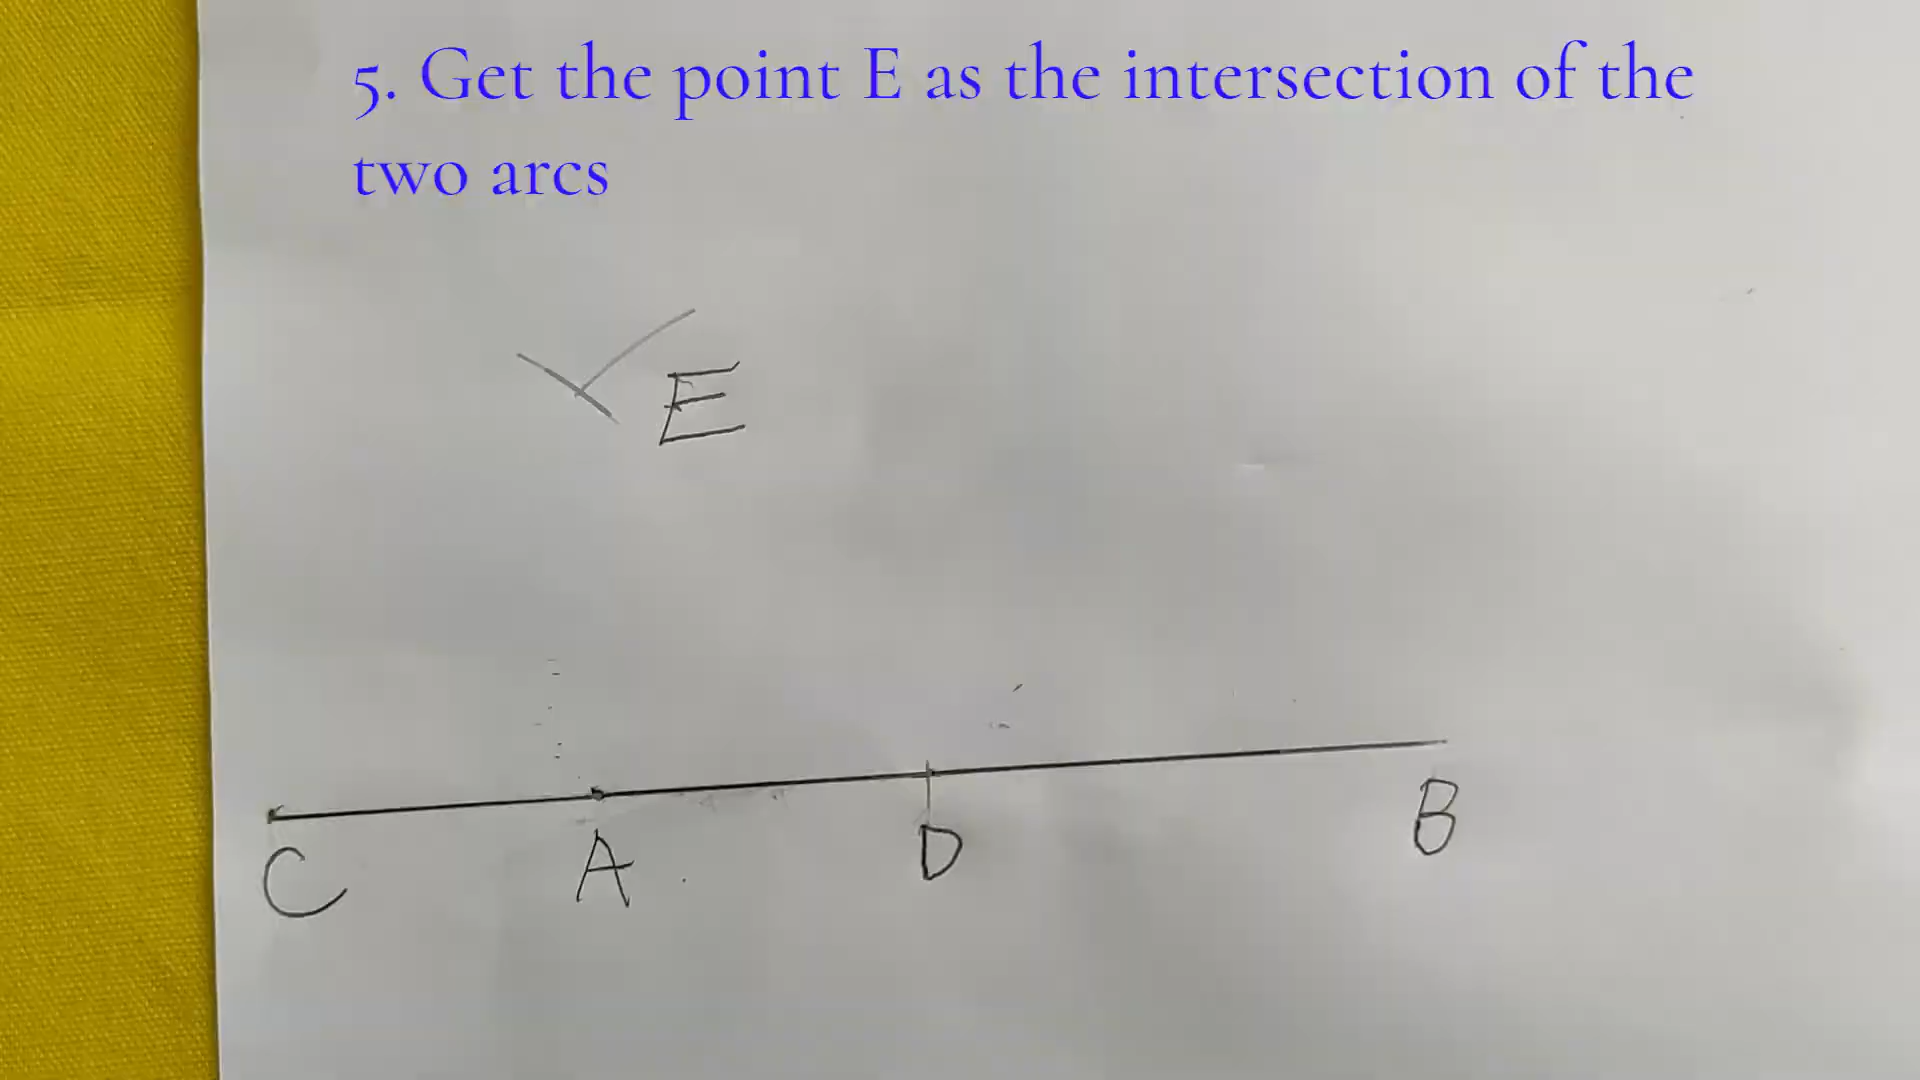 5. Get the point E as the intersection of the
two arcs
E
C A D B